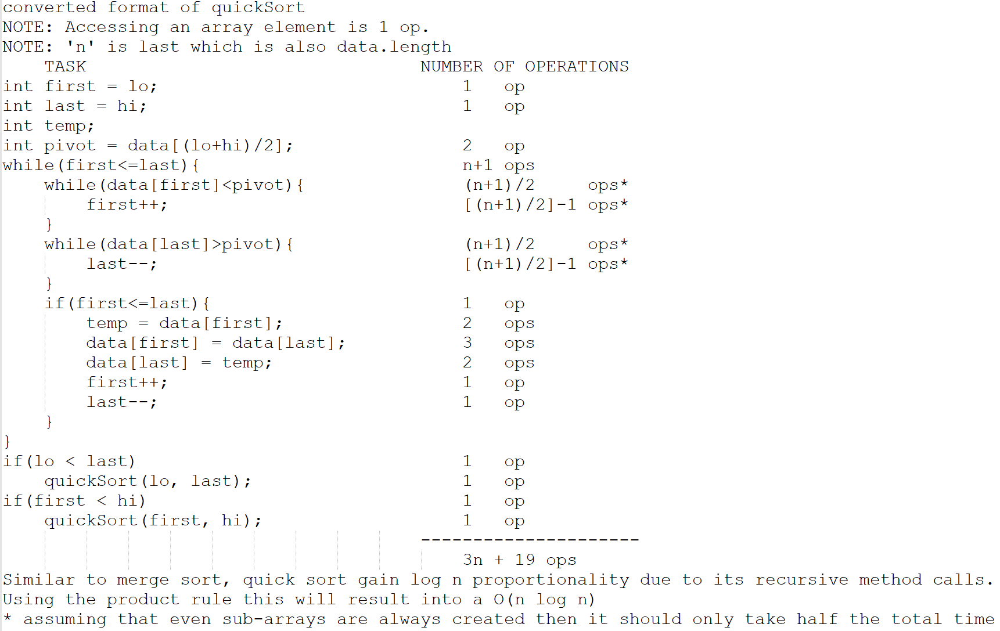 converted format of quickSort
NOTE: Accessing an array element is 1 op.
NOTE: 'n' is last which is also data.length
    TASK                                NUMBER OF OPERATIONS
int first = lo;                             1   op
int last = hi;                              1   op
int temp;
int pivot = data[(lo+hi)/2];                2   op
while(first<=last){                         n+1 ops
    while(data[first]<pivot){               (n+1)/2     ops*
        first++;                            [(n+1)/2]-1 ops*
    }
    while(data[last]>pivot){                (n+1)/2     ops*
        last--;                             [(n+1)/2]-1 ops*
    }
    if(first<=last){                        1   op
        temp = data[first];                 2   ops
        data[first] = data[last];           3   ops
        data[last] = temp;                  2   ops
        first++;                            1   op
        last--;                             1   op
    }
}
if(lo < last)                               1   op
    quickSort(lo, last);                    1   op
if(first < hi)                              1   op
    quickSort(first, hi);                   1   op
                                        ---------------------
                                            3n + 19 ops
Similar to merge sort, quick sort gain log n proportionality due to its recursive method calls.
Using the product rule this will result into a O(n log n)
* assuming that even sub-arrays are always created then it should only take half the total time